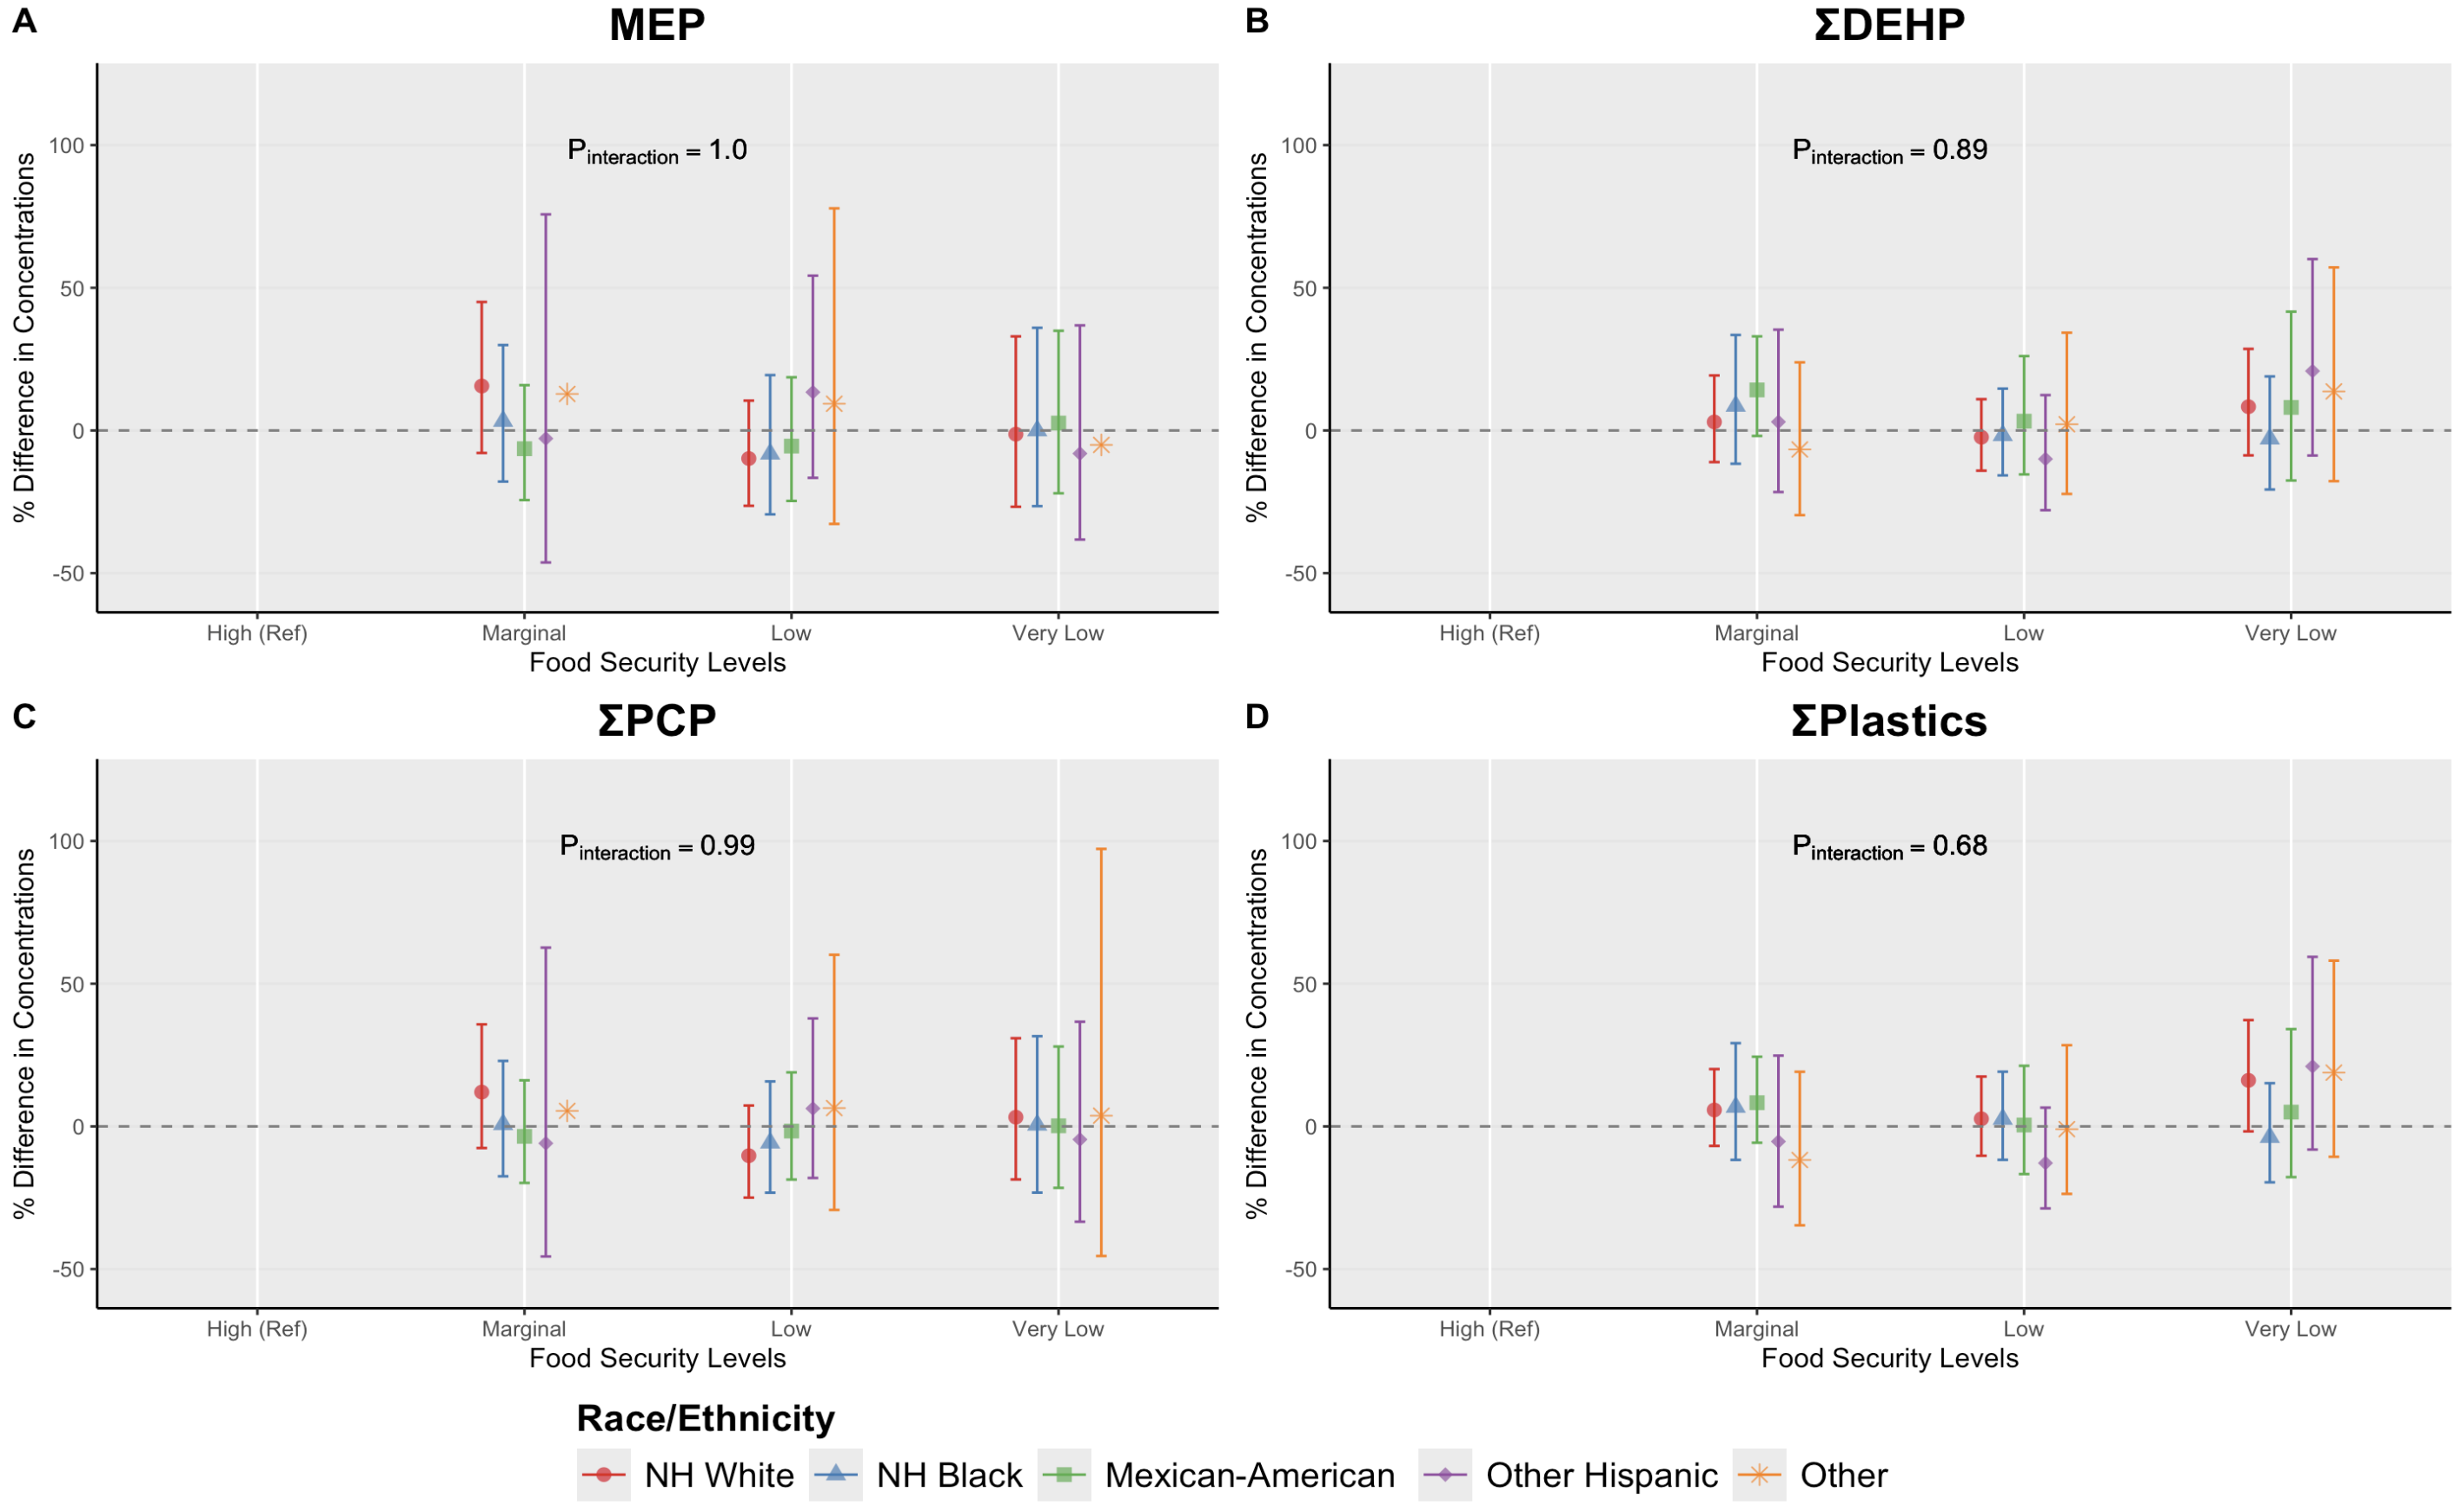 A
MEP
% Difference in Concentrations
100
50
0
-50
P interaction = 1.0
High (Ref) Marginal Low Very Low
Food Security Levels
B
ΣDEHP
% Difference in Concentrations
100
50
0
-50
P interaction = 0.89
High (Ref) Marginal Low Very Low
Food Security Levels
C
ΣPCP
% Difference in Concentrations
100
50
0
-50
P interaction = 0.99
High (Ref) Marginal Low Very Low
Food Security Levels
D
ΣPlastics
% Difference in Concentrations
100
50
0
-50
P interaction = 0.68
High (Ref) Marginal Low Very Low
Food Security Levels
Race/Ethnicity
NH White NH Black Mexican-American Other Hispanic Other